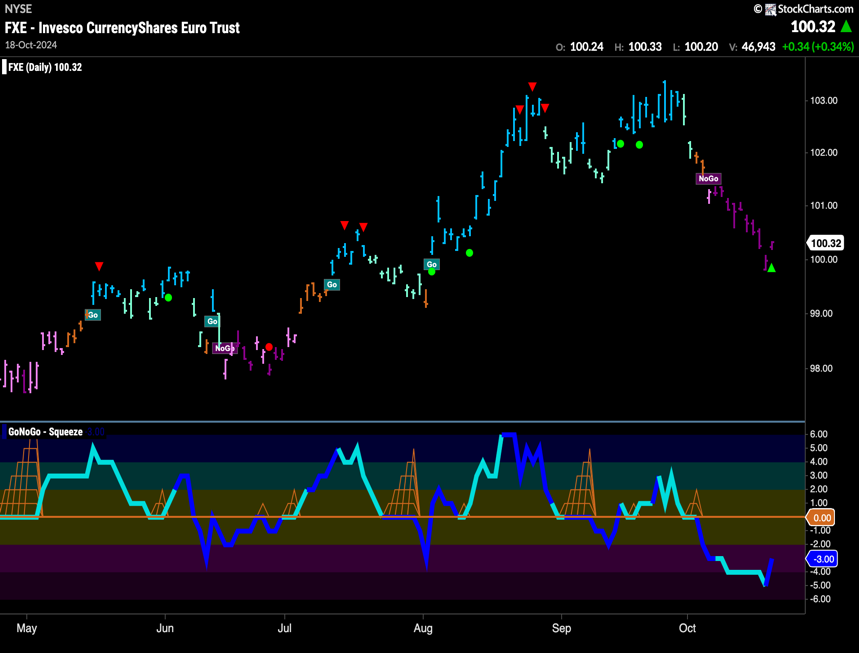 NYSE
© StockCharts.com
FXE - Invesco CurrencyShares Euro Trust
100.32
18-Oct-2024
O: 100.24 H: 100.33 L: 100.20 V: 46,943 +0.34 (+0.34%)
FXE (Daily) 100.32
103.00
102.00
101.00
100.32
100.00
99.00
98.00
Go
Go
NoGo
Go
Go
NoGo
GoNoGo - Squeeze
6.00
5.00
4.00
3.00
2.00
1.00
0.00
-1.00
-2.00
-3.00
-4.00
-5.00
-6.00
May Jun Jul Aug Sep Oct